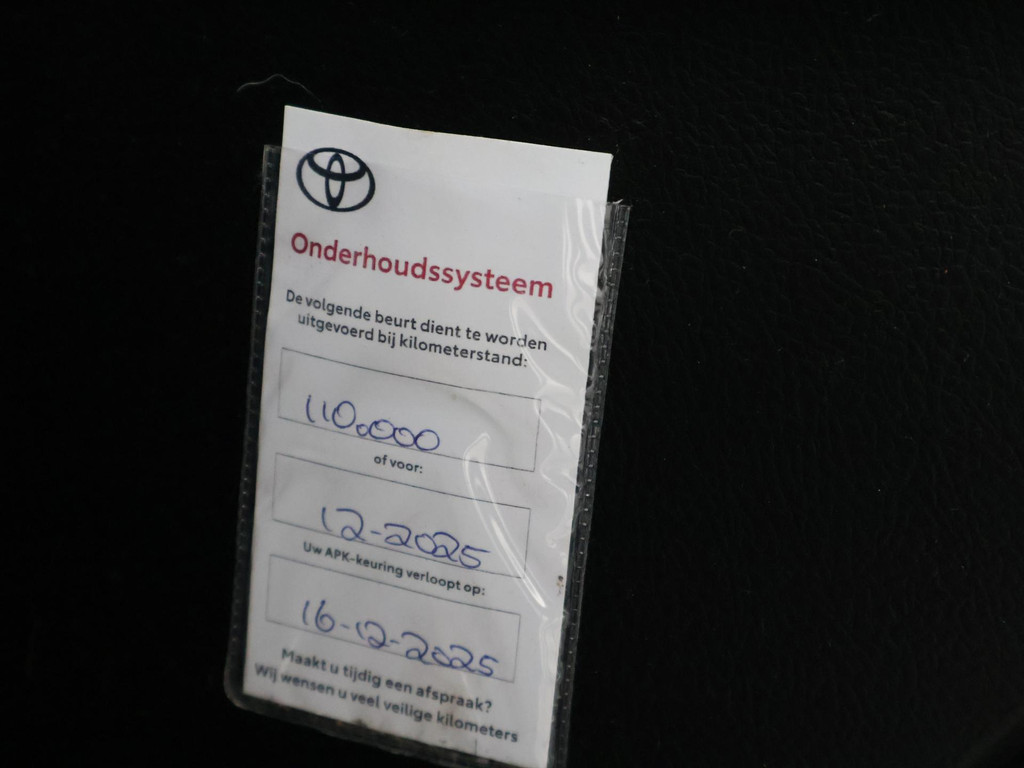 Onderhoudssysteem
De volgende beurt dient te worden
uitgevoerd bij kilometerstand:
110.000
of voor:
12-2025
Uw APK-keuring verloopt op:
16-12-2025
Maakt u tijdig een afspraak?
Wij wensen u veel veilige kilometers